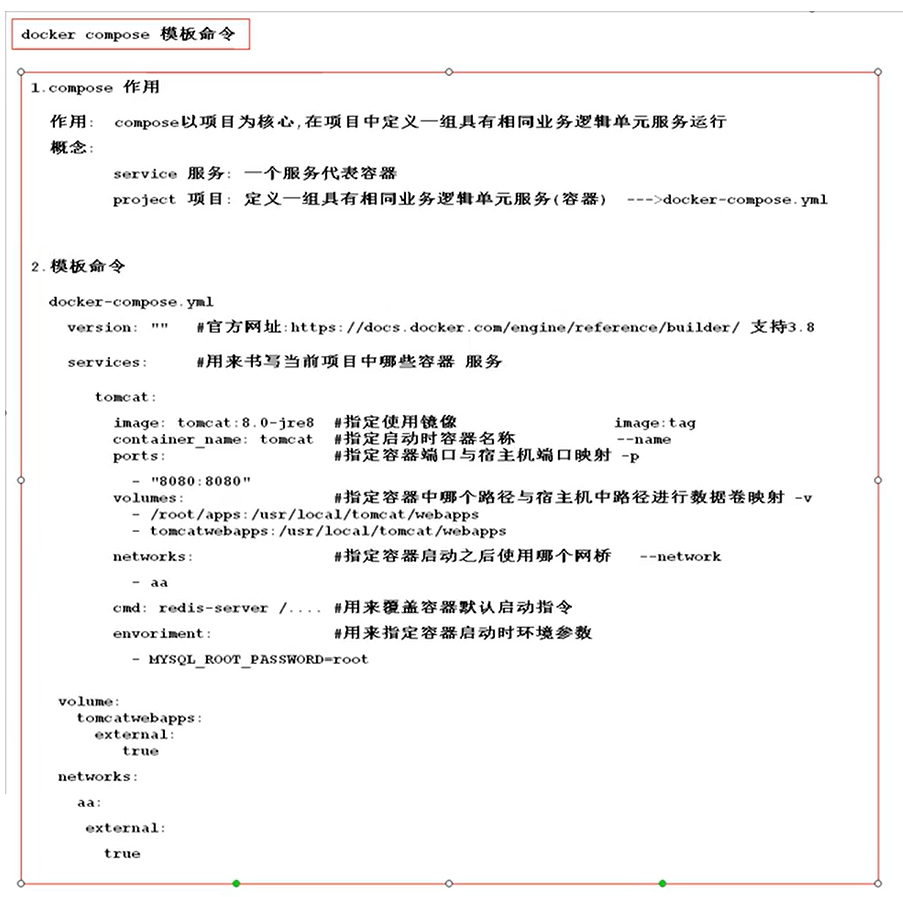 docker compose 模板命令
1.compose 作用
作用: compose以项目为核心,在项目中定义一组具有相同业务逻辑单元服务运行
概念:
service 服务: 一个服务代表容器
project 项目: 定义一组具有相同业务逻辑单元服务(容器) --->docker-compose.yml
2.模板命令
docker-compose.yml
version: "" #官方网址:https://docs.docker.com/engine/reference/builder/ 支持3.8
services: #用来书写当前项目中哪些容器 服务
tomcat:
image: tomcat:8.0-jre8 #指定使用镜像 image:tag
container_name: tomcat #指定启动时容器名称 --name
ports: #指定容器端口与宿主机端口映射 -p
- "8080:8080"
volumes: #指定容器中哪个路径与宿主机中路径进行数据卷映射 -v
- /root/apps:/usr/local/tomcat/webapps
- tomcatwebapps:/usr/local/tomcat/webapps
networks: #指定容器启动之后使用哪个网桥 --network
- aa
cmd: redis-server /.... #用来覆盖容器默认启动指令
envoriment: #用来指定容器启动时环境参数
- MYSQL_ROOT_PASSWORD=root
volume:
tomcatwebapps:
external:
true
networks:
aa:
external:
true